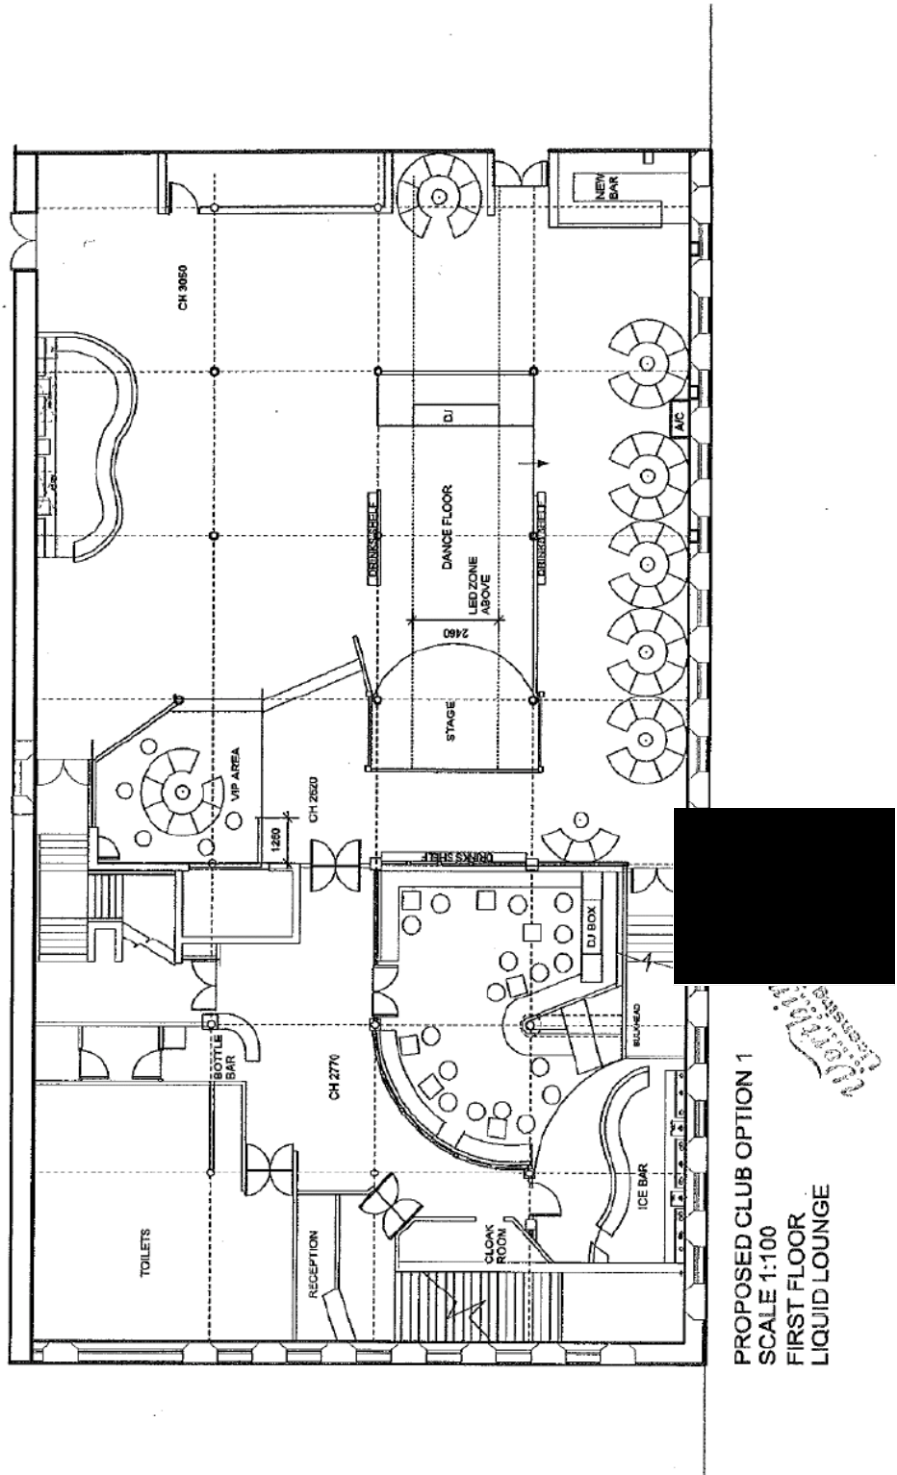 NEW
BAR
CH 3050
DJ
A/C
DRINKS SHELF
DANCE FLOOR
DRINKS SHELF
LED ZONE
ABOVE
2460
STAGE
VIP AREA
CH 2620
1260
DRINKS SHELF
DJ BOX
BULKHEAD
BOTTLE
BAR
CH 2770
ICE BAR
TOILETS
RECEPTION
CLOAK
ROOM
PROPOSED CLUB OPTION 1
SCALE 1:100
FIRST FLOOR
LIQUID LOUNGE